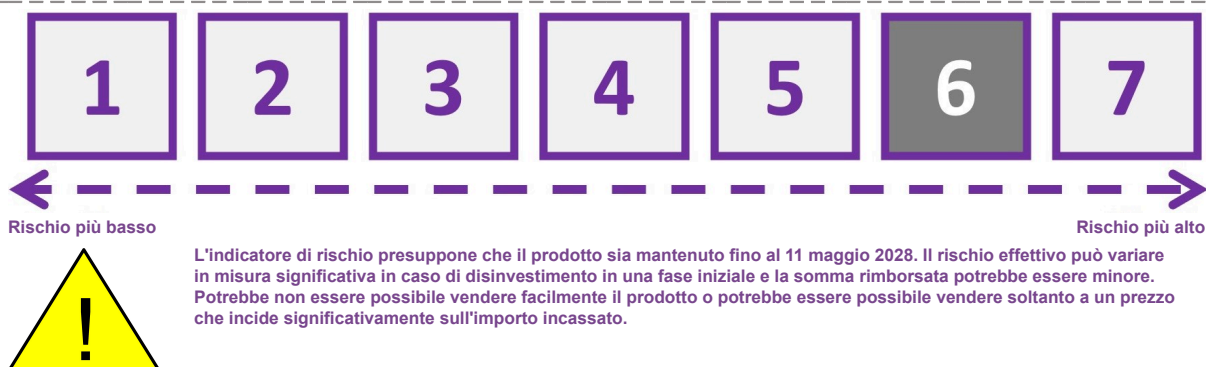 1 2 3 4 5 6 7
Rischio più basso Rischio più alto
L'indicatore di rischio presuppone che il prodotto sia mantenuto fino al 11 maggio 2028. Il rischio effettivo può variare
in misura significativa in caso di disinvestimento in una fase iniziale e la somma rimborsata potrebbe essere minore.
Potrebbe non essere possibile vendere facilmente il prodotto o potrebbe essere possibile vendere soltanto a un prezzo
che incide significativamente sull'importo incassato.
!